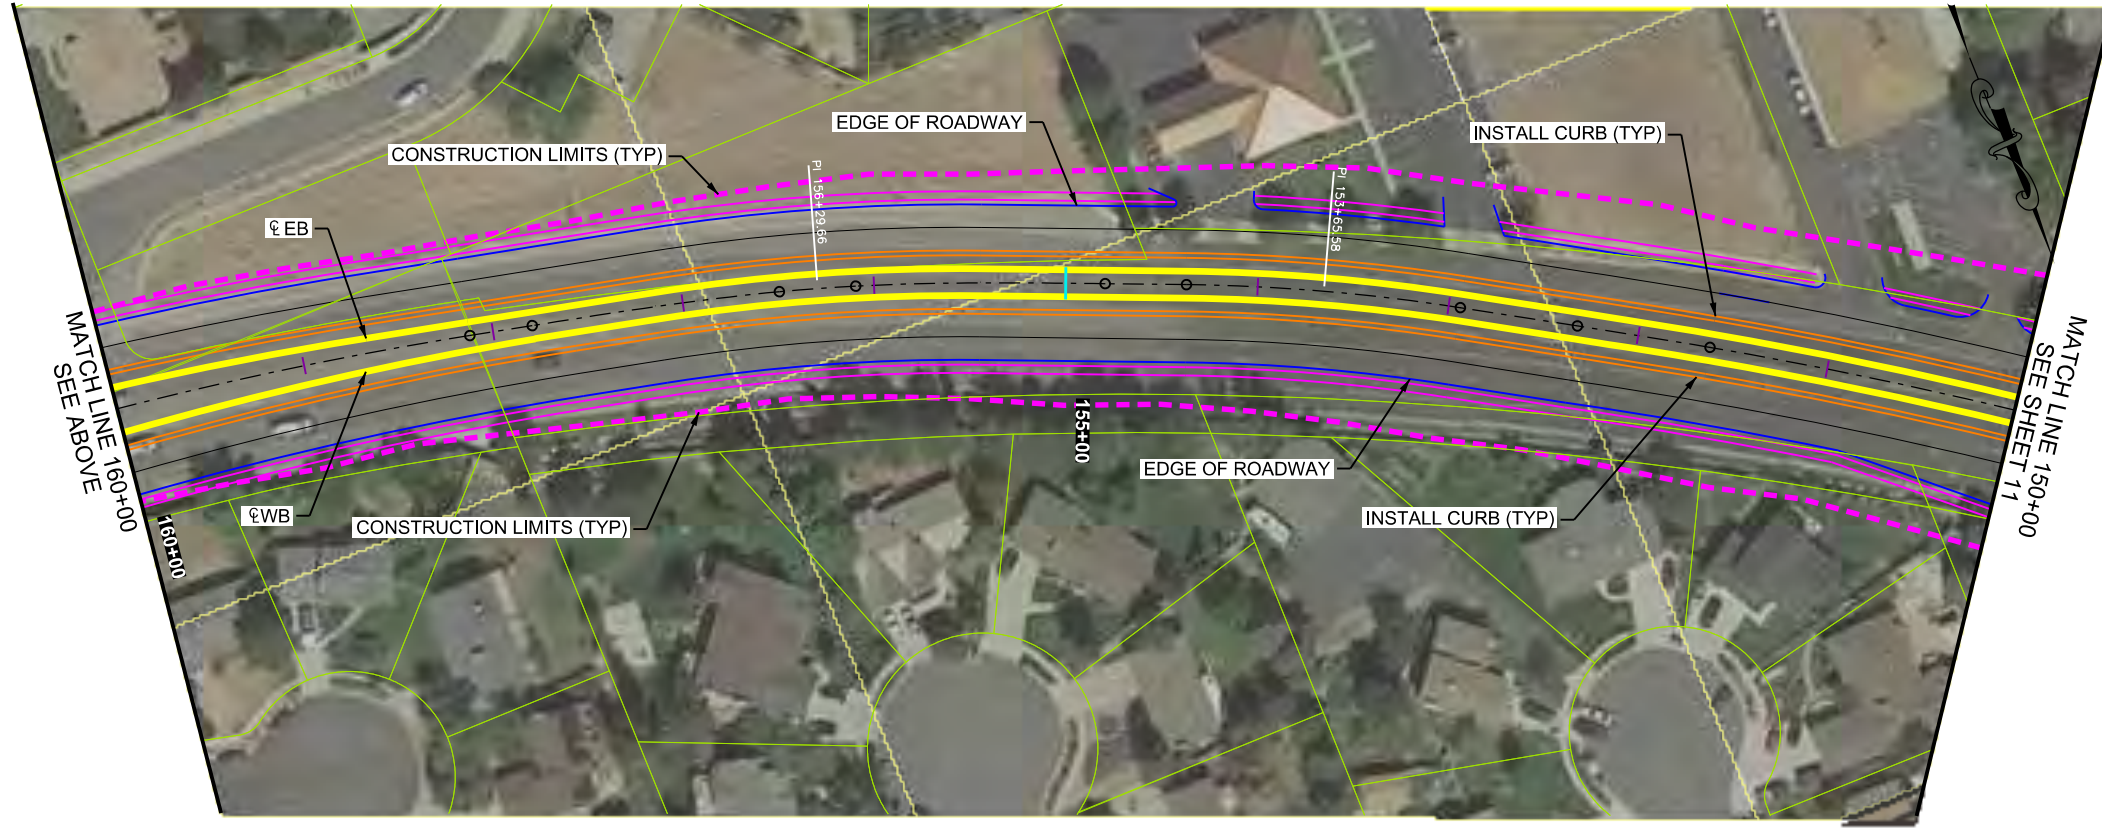 EDGE OF ROADWAY
INSTALL CURB (TYP)
CONSTRUCTION LIMITS (TYP)
PI 156+29.66
PI 153+65.58
℄ EB
MATCH LINE 160+00
SEE ABOVE
MATCH LINE 150+00
SEE SHEET 11
155+00
EDGE OF ROADWAY
℄ WB
CONSTRUCTION LIMITS (TYP)
INSTALL CURB (TYP)
160+00